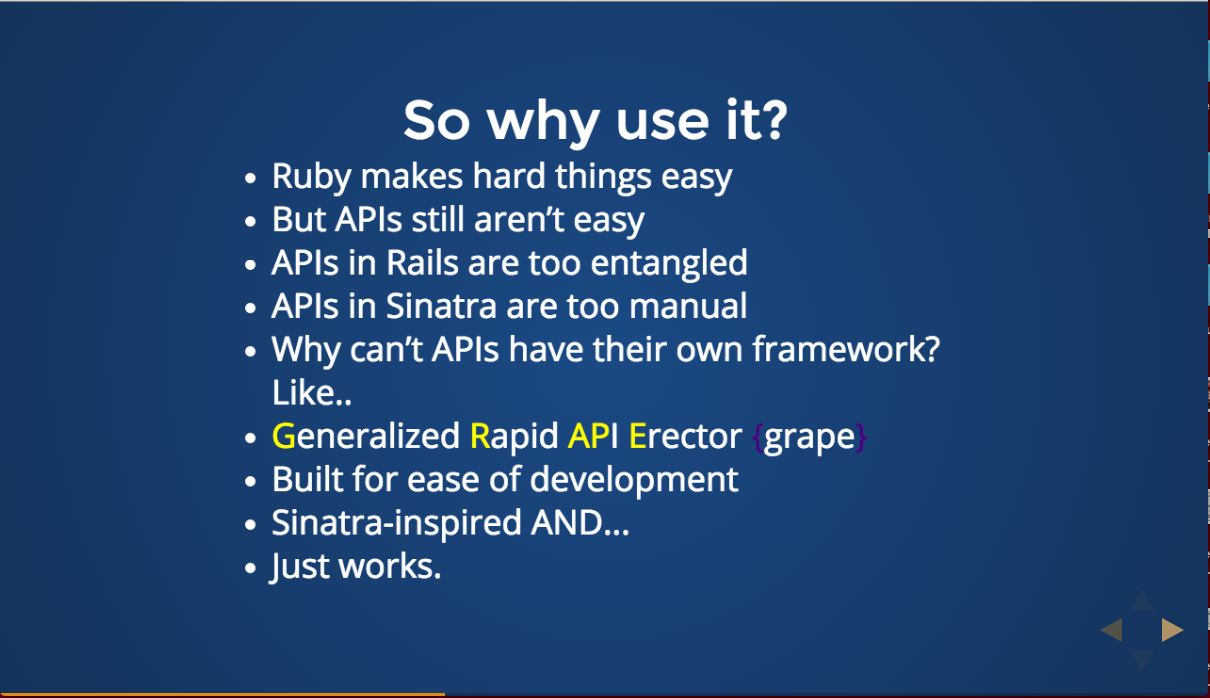 So why use it?
• Ruby makes hard things easy
• But APIs still aren’t easy
• APIs in Rails are too entangled
• APIs in Sinatra are too manual
• Why can’t APIs have their own framework?
Like..
• Generalized Rapid API Erector {grape}
• Built for ease of development
• Sinatra-inspired AND...
• Just works.